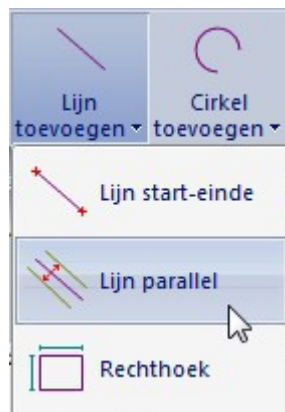 Lijn toevoegen
Cirkel toevoegen
Lijn start-einde
Lijn parallel
Rechthoek